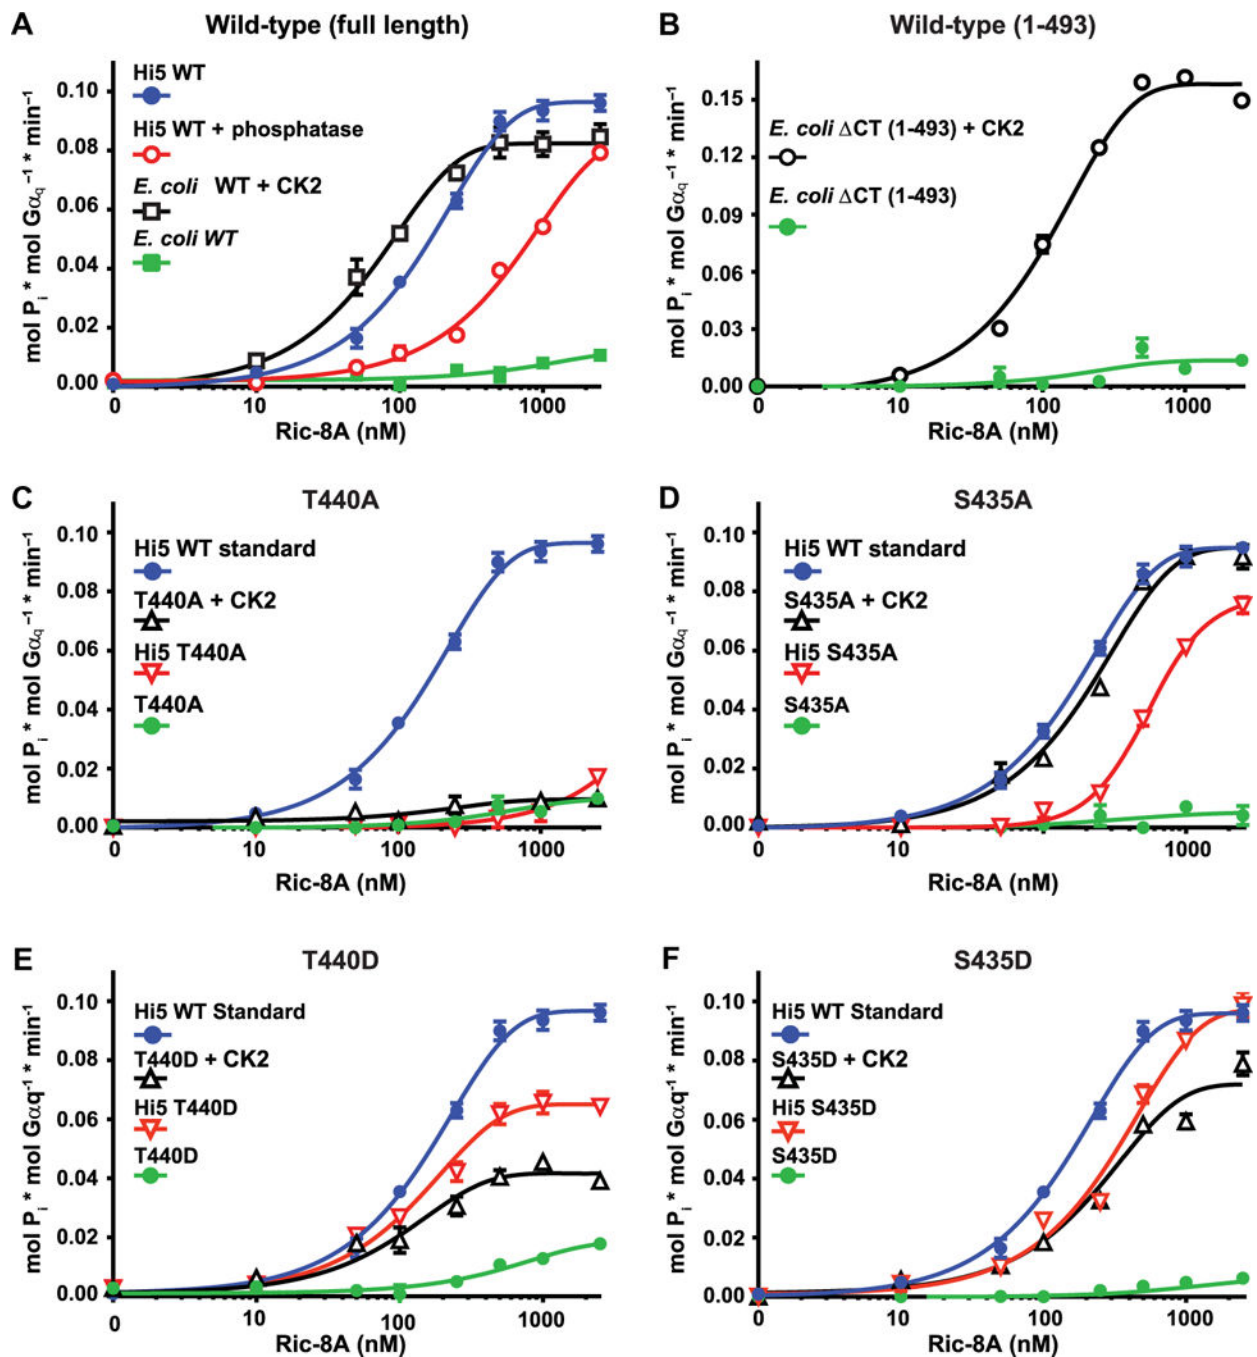 A Wild-type (full length)
mol Pi * mol Gαq⁻¹ * min⁻¹
Hi5 WT
Hi5 WT + phosphatase
E. coli WT + CK2
E. coli WT
0.10
0.08
0.06
0.04
0.02
0.00
0 10 100 1000
Ric-8A (nM)
B Wild-type (1-493)
mol Pi * mol Gαq⁻¹ * min⁻¹
E. coli ΔCT (1-493) + CK2
E. coli ΔCT (1-493)
0.15
0.12
0.09
0.06
0.03
0.00
0 10 100 1000
Ric-8A (nM)
C T440A
mol Pi * mol Gαq⁻¹ * min⁻¹
Hi5 WT standard
T440A + CK2
Hi5 T440A
T440A
0.10
0.08
0.06
0.04
0.02
0.00
0 10 100 1000
Ric-8A (nM)
D S435A
mol Pi * mol Gαq⁻¹ * min⁻¹
Hi5 WT standard
S435A + CK2
Hi5 S435A
S435A
0.10
0.08
0.06
0.04
0.02
0.00
0 10 100 1000
Ric-8A (nM)
E T440D
mol Pi * mol Gαq⁻¹ * min⁻¹
Hi5 WT Standard
T440D + CK2
Hi5 T440D
T440D
0.10
0.08
0.06
0.04
0.02
0.00
0 10 100 1000
Ric-8A (nM)
F S435D
mol Pi * mol Gαq⁻¹ * min⁻¹
Hi5 WT Standard
S435D + CK2
Hi5 S435D
S435D
0.10
0.08
0.06
0.04
0.02
0.00
0 10 100 1000
Ric-8A (nM)